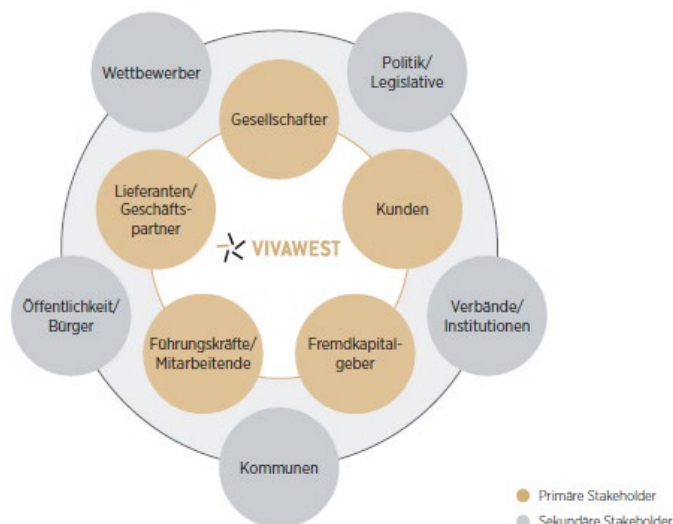 Wettbewerber
Politik/
Legislative
Gesellschafter
Lieferanten/
Geschäfts-
partner
Kunden
VIVAWEST
Öffentlichkeit/
Bürger
Verbände/
Institutionen
Führungskräfte/
Mitarbeitende
Fremdkapital-
geber
Kommunen
Primäre Stakeholder
Sekundäre Stakeholder